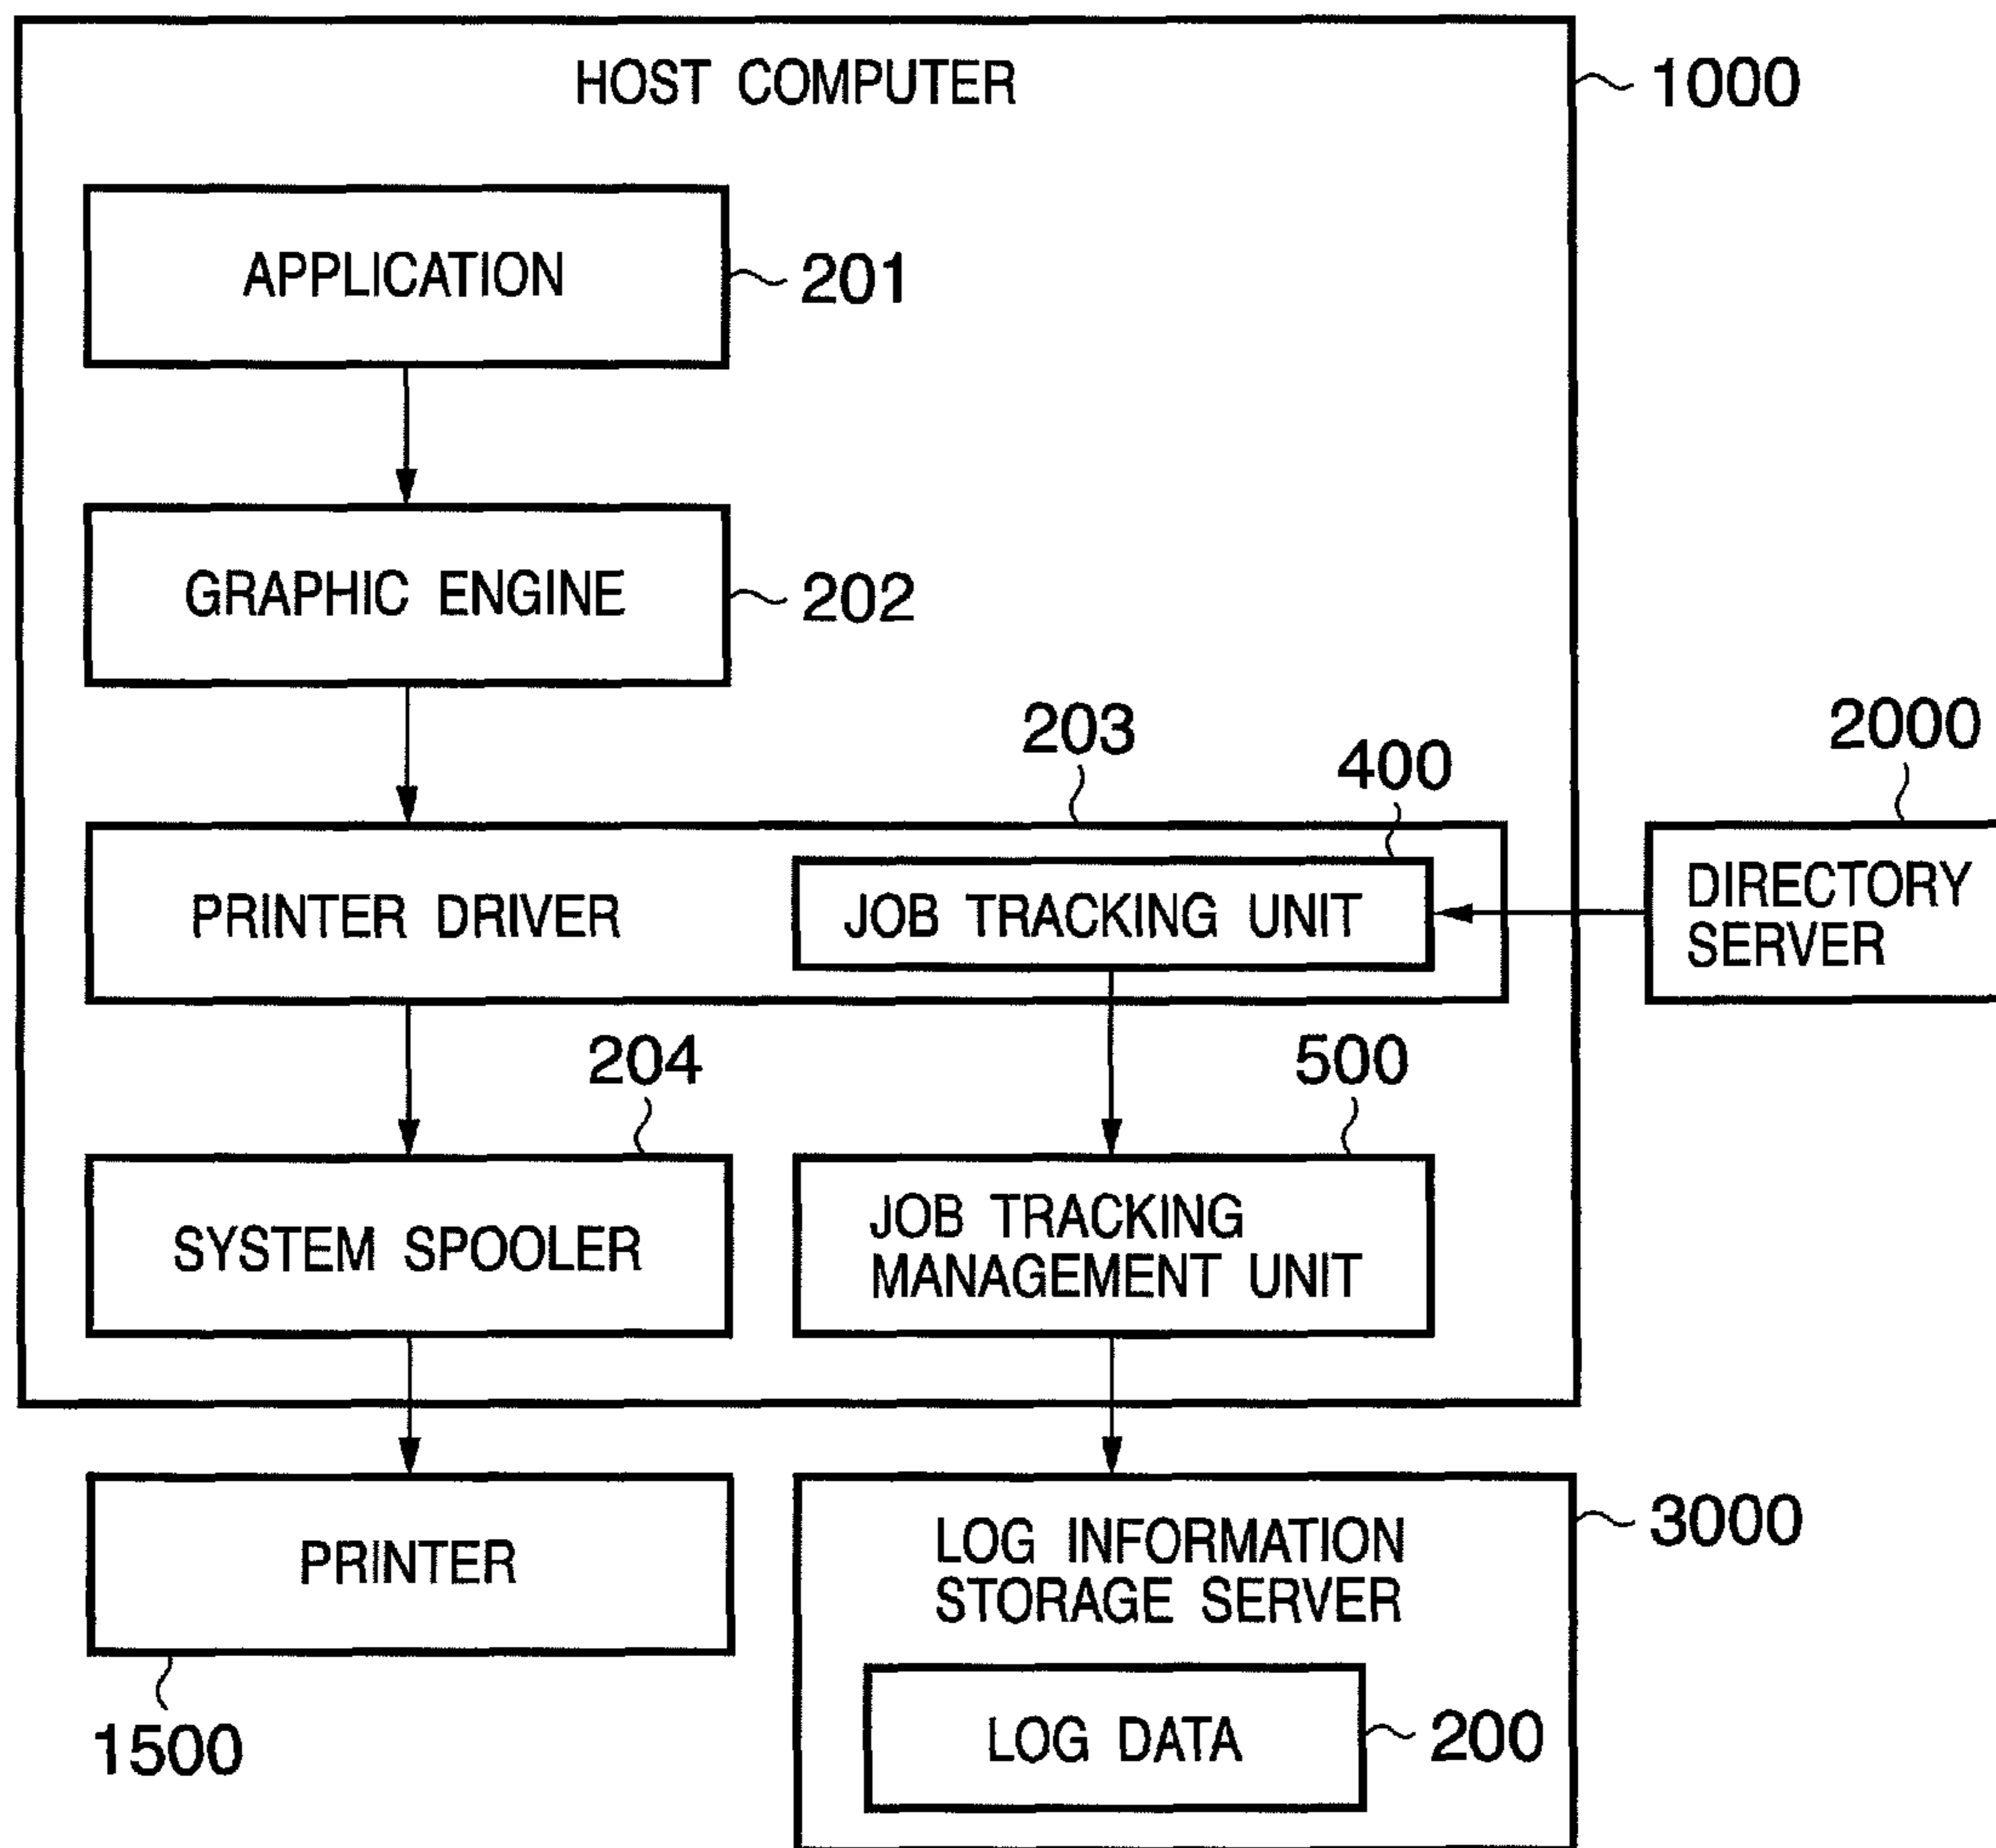 HOST COMPUTER
1000
APPLICATION
201
GRAPHIC ENGINE
202
203
400
2000
PRINTER DRIVER
JOB TRACKING UNIT
DIRECTORY
SERVER
204
500
SYSTEM SPOOLER
JOB TRACKING
MANAGEMENT UNIT
PRINTER
1500
LOG INFORMATION
STORAGE SERVER
3000
LOG DATA
200